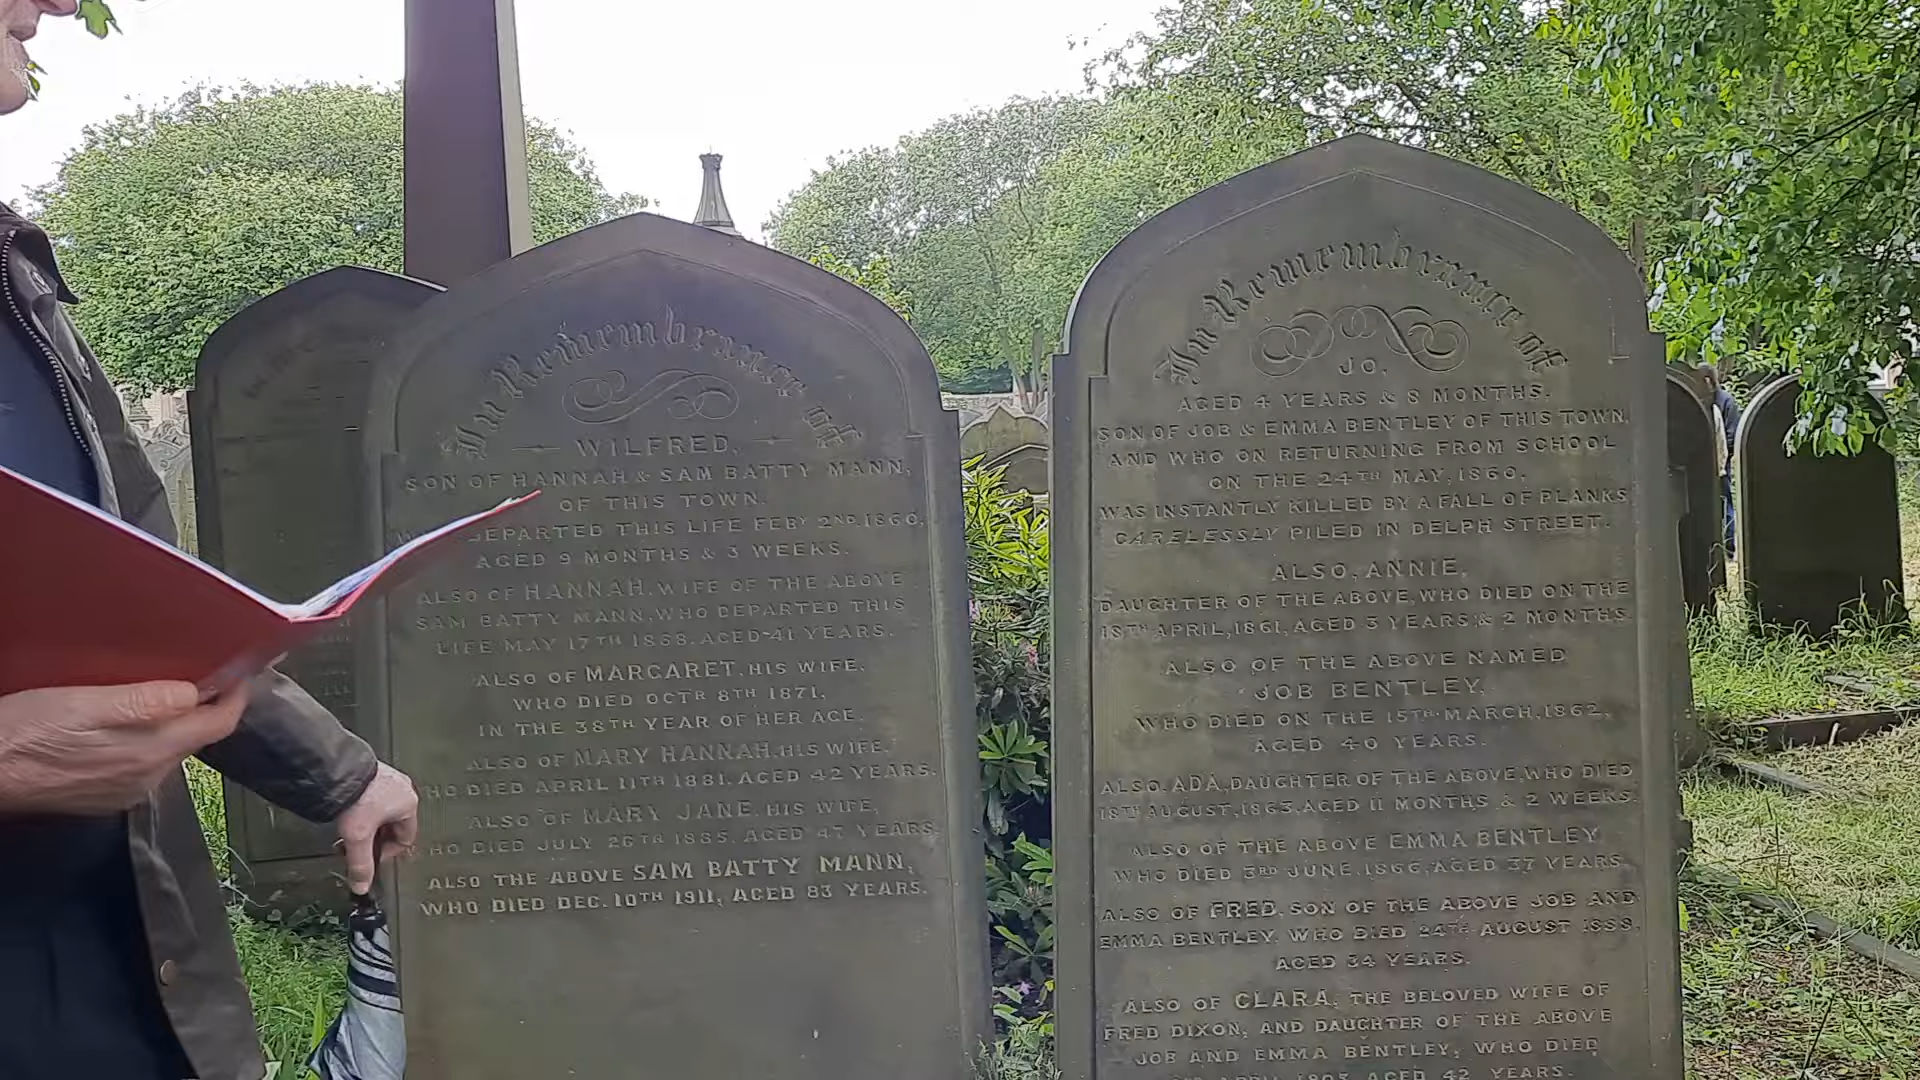 In Remembrance of
WILFRED,
SON OF HANNAH & SAM BATTY MANN,
OF THIS TOWN.
DEPARTED THIS LIFE FEBY 2ND, 1860,
AGED 9 MONTHS & 3 WEEKS.
ALSO OF HANNAH, WIFE OF THE ABOVE
SAM BATTY MANN, WHO DEPARTED THIS
LIFE MAY 17TH 1868, AGED 41 YEARS.
ALSO OF MARGARET, HIS WIFE,
WHO DIED OCTR 8TH 1871,
IN THE 38TH YEAR OF HER AGE.
ALSO OF MARY HANNAH, HIS WIFE,
WHO DIED APRIL 11TH 1881, AGED 42 YEARS.
ALSO OF MARY JANE, HIS WIFE,
WHO DIED JULY 26TH 1885, AGED 47 YEARS.
ALSO THE ABOVE SAM BATTY MANN,
WHO DIED DEC. 10TH 1911, AGED 83 YEARS.
In Remembrance of
JO,
AGED 4 YEARS & 8 MONTHS,
SON OF JOB & EMMA BENTLEY OF THIS TOWN,
AND WHO ON RETURNING FROM SCHOOL
ON THE 24TH MAY, 1860,
WAS INSTANTLY KILLED BY A FALL OF PLANKS
CARELESSLY PILED IN DELPH STREET.
ALSO, ANNIE,
DAUGHTER OF THE ABOVE, WHO DIED ON THE
18TH APRIL, 1861, AGED 3 YEARS & 2 MONTHS.
ALSO OF THE ABOVE NAMED
JOB BENTLEY,
WHO DIED ON THE 15TH MARCH, 1862,
AGED 40 YEARS.
ALSO, ADA, DAUGHTER OF THE ABOVE, WHO DIED
18TH AUGUST, 1863, AGED 11 MONTHS & 2 WEEKS.
ALSO OF THE ABOVE EMMA BENTLEY
WHO DIED 3RD JUNE, 1866, AGED 37 YEARS.
ALSO OF FRED, SON OF THE ABOVE JOB AND
EMMA BENTLEY, WHO DIED 24TH AUGUST 1888,
AGED 34 YEARS.
ALSO OF CLARA, THE BELOVED WIFE OF
FRED DIXON, AND DAUGHTER OF THE ABOVE
JOB AND EMMA BENTLEY, WHO DIED
APRIL AGED 42 YEARS.